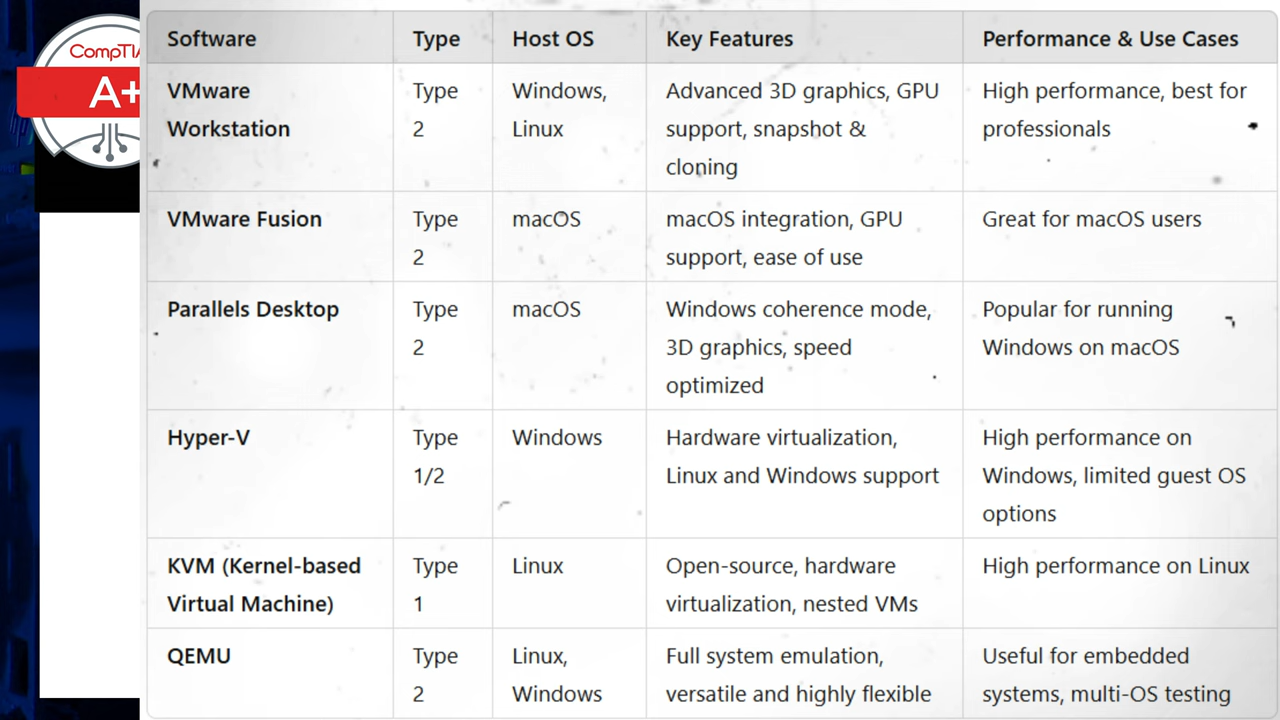 CompTIA
A+
Software Type Host OS Key Features Performance & Use Cases
VMware Type Windows, Advanced 3D graphics, GPU High performance, best for
Workstation 2 Linux support, snapshot & professionals
cloning
VMware Fusion Type macOS macOS integration, GPU Great for macOS users
2 support, ease of use
Parallels Desktop Type macOS Windows coherence mode, Popular for running
2 3D graphics, speed Windows on macOS
optimized
Hyper-V Type Windows Hardware virtualization, High performance on
1/2 Linux and Windows support Windows, limited guest OS
options
KVM (Kernel-based Type Linux Open-source, hardware High performance on Linux
Virtual Machine) 1 virtualization, nested VMs
QEMU Type Linux, Full system emulation, Useful for embedded
2 Windows versatile and highly flexible systems, multi-OS testing